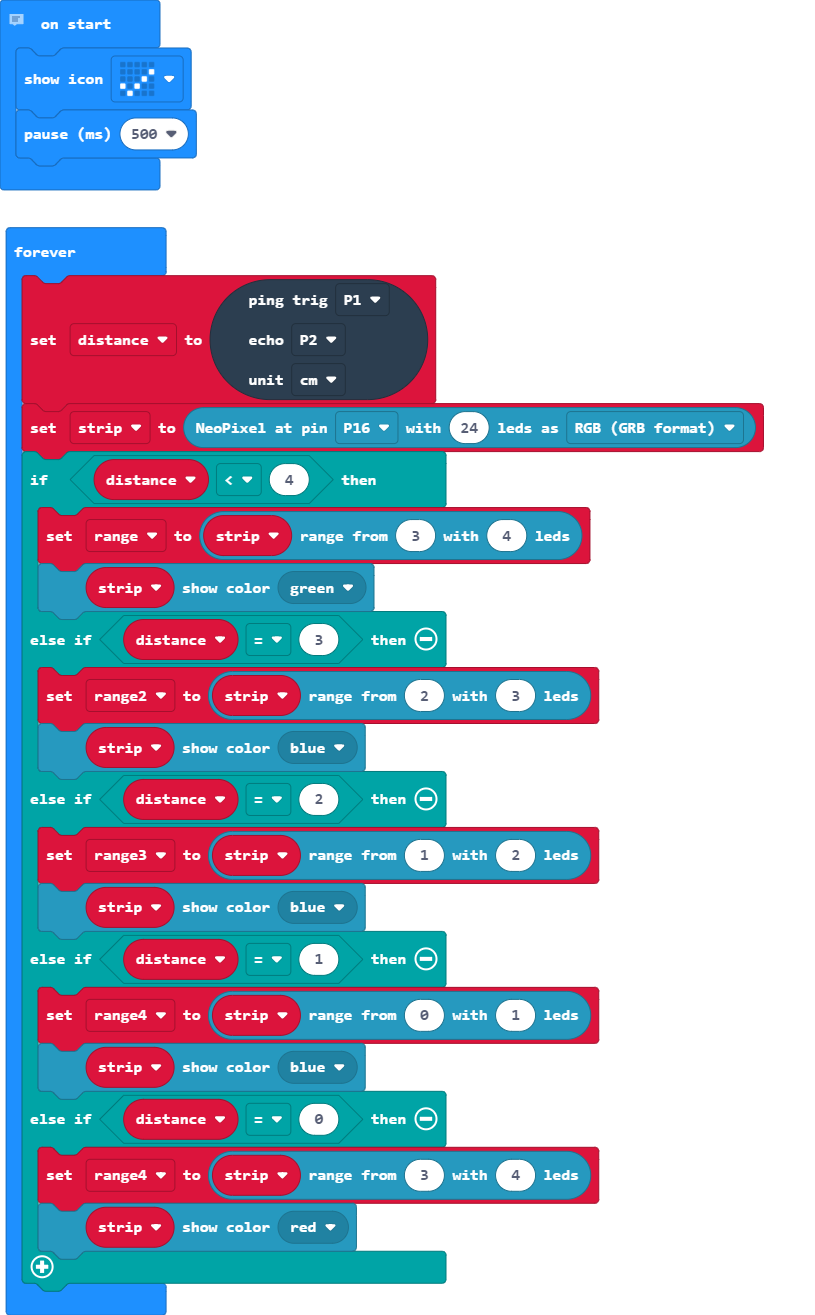 on start
show icon
pause (ms) 500
forever
set distance to ping trig P1
echo P2
unit cm
set strip to NeoPixel at pin P16 with 24 leds as RGB (GRB format)
if distance < 4 then
set range to strip range from 3 with 4 leds
strip show color green
else if distance = 3 then
set range2 to strip range from 2 with 3 leds
strip show color blue
else if distance = 2 then
set range3 to strip range from 1 with 2 leds
strip show color blue
else if distance = 1 then
set range4 to strip range from 0 with 1 leds
strip show color blue
else if distance = 0 then
set range4 to strip range from 3 with 4 leds
strip show color red